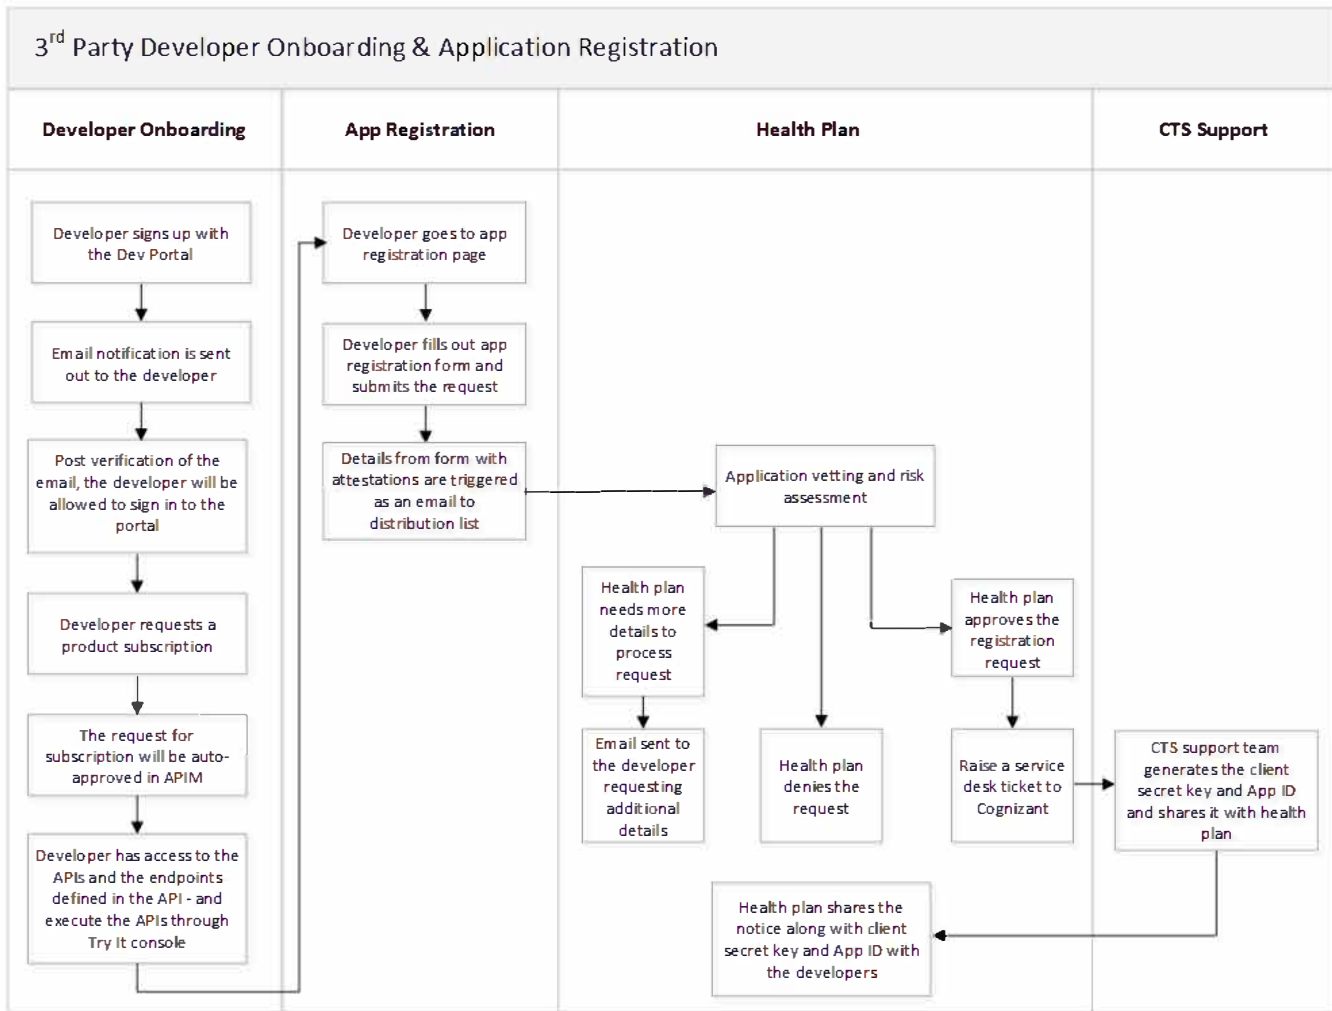 3rd Party Developer Onboarding & Application Registration
Developer Onboarding
App Registration
Health Plan
CTS Support
Developer signs up with
the Dev Portal
Email notification is sent
out to the developer
Post verification of the
email, the developer will be
allowed to sign in to the
portal
Developer requests a
product subscription
The request for
subscription will be auto-
approved in APIM
Developer has access to the
APIs and the endpoints
defined in the API - and
execute the APIs through
Try It console
Developer goes to app
registration page
Developer fills out app
registration form and
submits the request
Details from form with
attestations are triggered
as an email to
distribution list
Application vetting and risk
assessment
Health plan
needs more
details to
process
request
Email sent to
the developer
requesting
additional
details
Health plan
denies the
request
Health plan
approves the
registration
request
Raise a service
desk ticket to
Cognizant
CTS support team
generates the client
secret key and App ID
and shares it with health
plan
Health plan shares the
notice along with client
secret key and App ID with
the developers